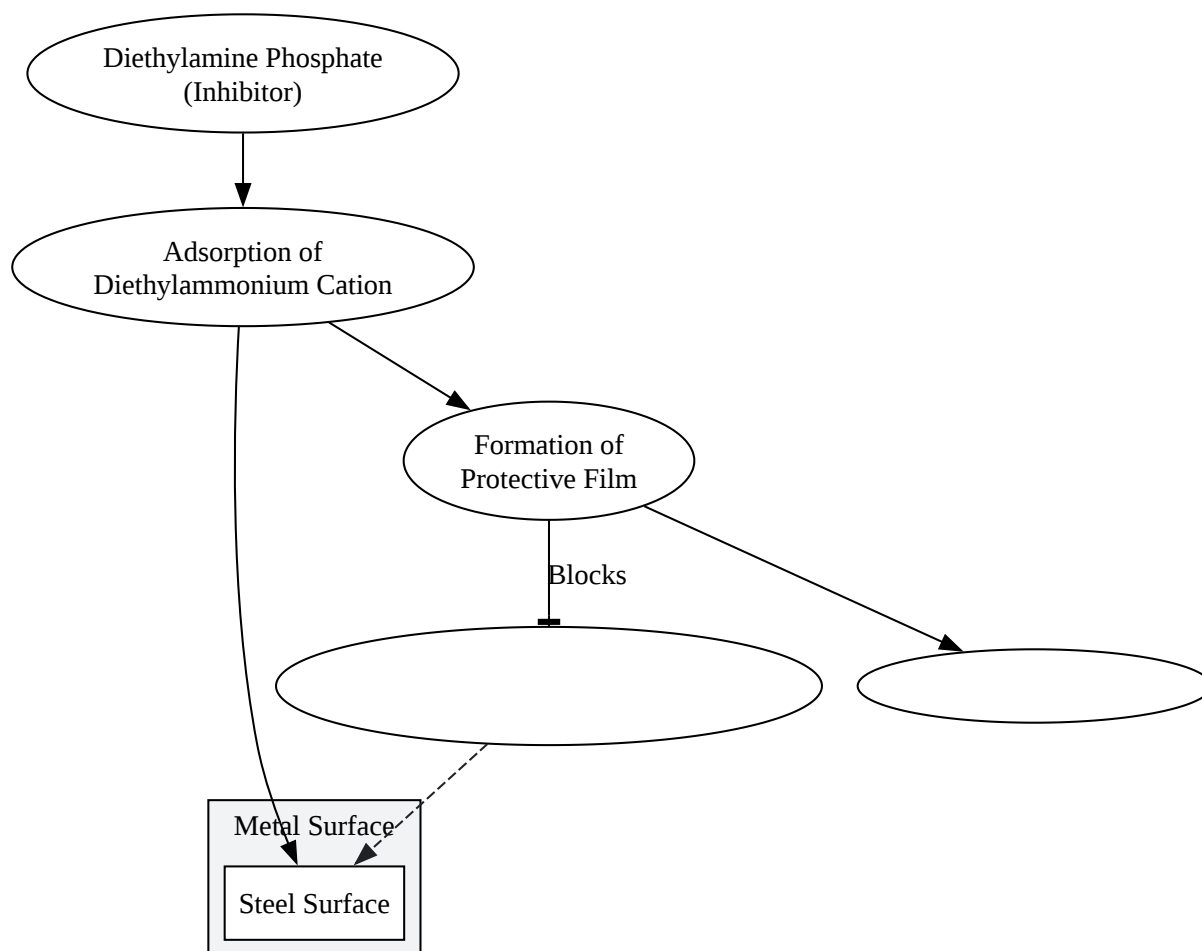 Diethylamine Phosphate
(Inhibitor)
Adsorption of
Diethylammonium Cation
Formation of
Protective Film
Blocks
Metal Surface
Steel Surface